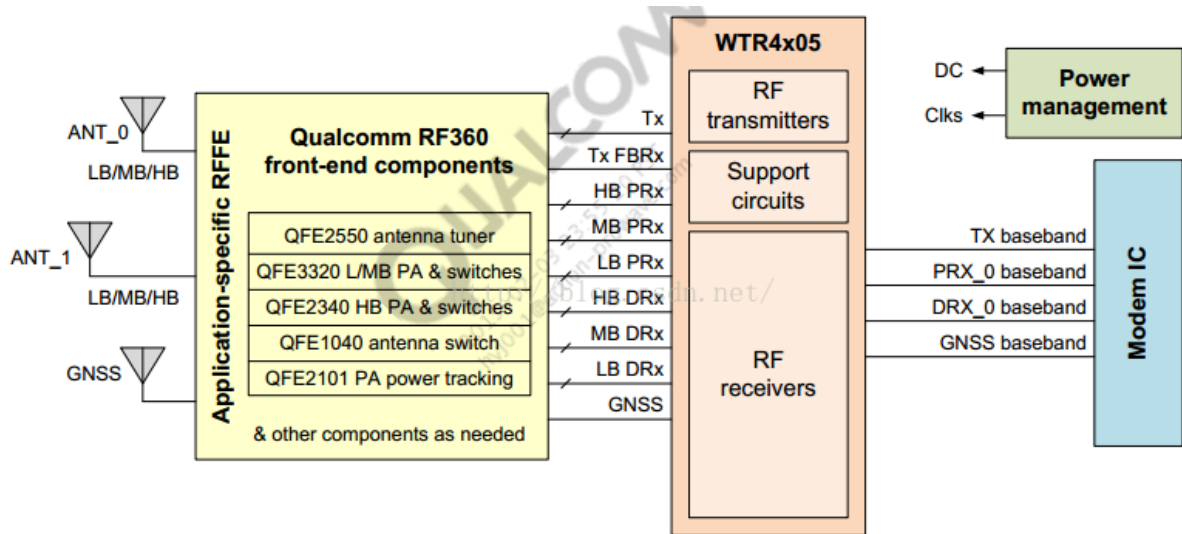 QUALCOMM
WTR4x05
RF
transmitters
Support
circuits
RF
receivers
DC
Clks
Power
management
ANT_0
LB/MB/HB
ANT_1
LB/MB/HB
GNSS
Application-specific RFFE
Qualcomm RF360
front-end components
QFE2550 antenna tuner
QFE3320 L/MB PA & switches
QFE2340 HB PA & switches
QFE1040 antenna switch
QFE2101 PA power tracking
& other components as needed
Tx
Tx FBRx
HB PRx
MB PRx
LB PRx
HB DRx
MB DRx
LB DRx
GNSS
TX baseband
PRX_0 baseband
DRX_0 baseband
GNSS baseband
Modem IC